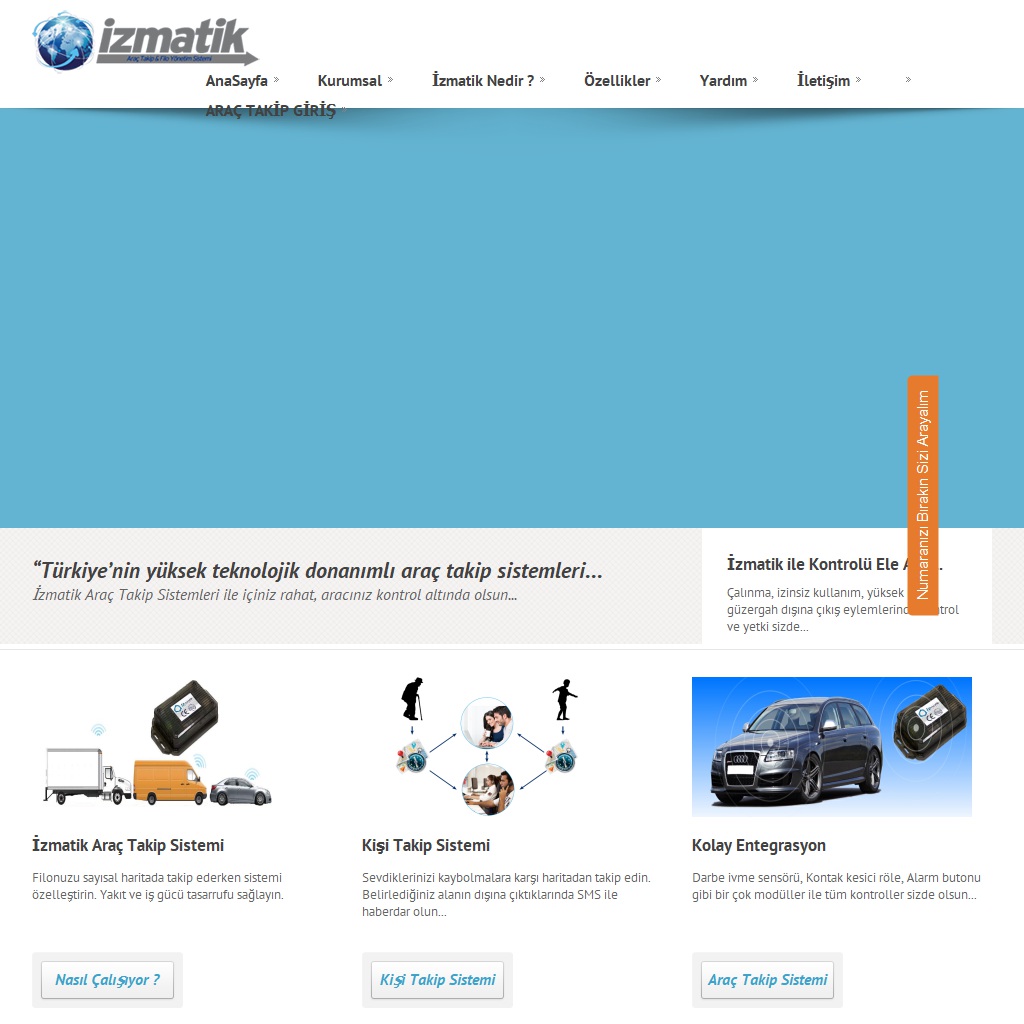 izmatik
Araç Takip & Filo Yönetim Sistemi
AnaSayfa
Kurumsal
İzmatik Nedir ?
Özellikler
Yardım
İletişim
ARAÇ TAKİP GİRİŞ
Numaranızı Bırakın Sizi Arayalım
“Türkiye’nin yüksek teknolojik donanımlı araç takip sistemleri...
İzmatik Araç Takip Sistemleri ile içiniz rahat, aracınız kontrol altında olsun...
İzmatik ile Kontrolü Ele
Çalınma, izinsiz kullanım, yüksek
güzergah dışına çıkış
ve yetki sizde...
İzmatik Araç Takip Sistemi
Filonuzu sayısal haritada takip ederken sistemi
özelleştirin. Yakıt ve iş gücü tasarrufu sağlayın.
Nasıl Çalışıyor ?
Kişi Takip Sistemi
Sevdiklerinizi kaybolmalara karşı haritadan takip edin.
Belirlediğiniz alanın dışına çıktıklarında SMS ile
haberdar olun...
Kişi Takip Sistemi
Kolay Entegrasyon
Darbe ivme sensörü, Kontak kesici röle, Alarm butonu
gibi bir çok modüller ile tüm kontroller sizde olsun...
Araç Takip Sistemi